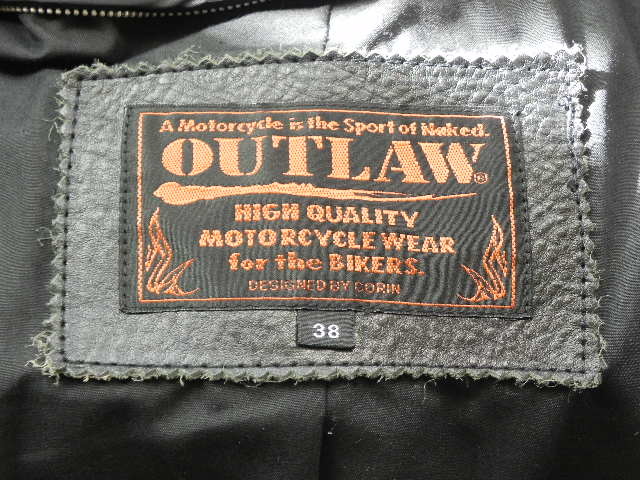 A Motorcycle is the Sport of Naked.
OUTLAW®
HIGH QUALITY
MOTORCYCLE WEAR
for the BIKERS.
DESIGNED BY CORIN
38